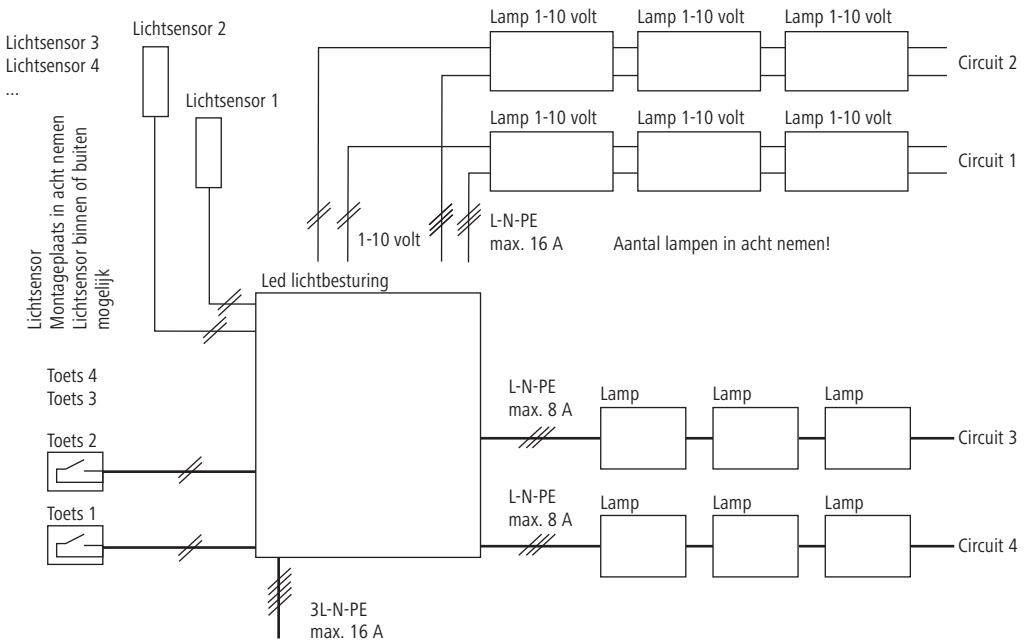 Lichtsensor 3
Lichtsensor 4
...
Lichtsensor 2
Lichtsensor 1
Lichtsensor
Montageplaats in acht nemen
Lichtsensor binnen of buiten
mogelijk
Lamp 1-10 volt
Lamp 1-10 volt
Lamp 1-10 volt
Circuit 2
Lamp 1-10 volt
Lamp 1-10 volt
Lamp 1-10 volt
Circuit 1
1-10 volt
L-N-PE
max. 16 A
Aantal lampen in acht nemen!
Led lichtbesturing
Toets 4
Toets 3
Toets 2
Toets 1
L-N-PE
max. 8 A
Lamp
Lamp
Lamp
Circuit 3
L-N-PE
max. 8 A
Lamp
Lamp
Lamp
Circuit 4
3L-N-PE
max. 16 A